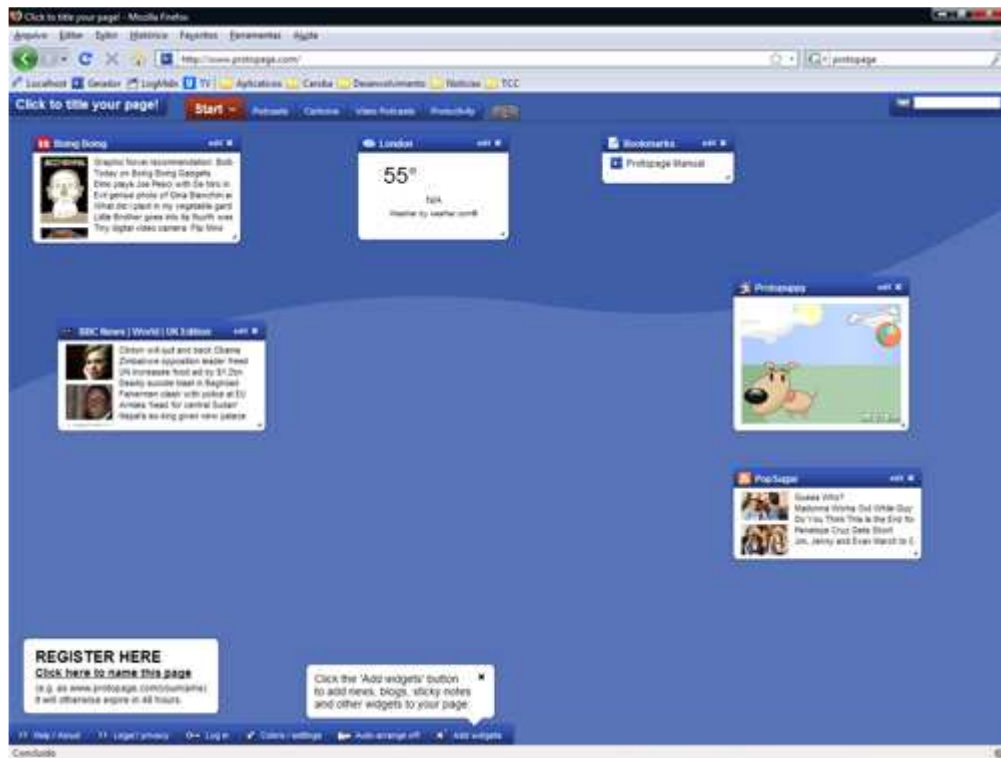 Click to title your page! - Mozilla Firefox
Arquivo Editar Exibir Histórico Favoritos Ferramentas Ajuda
http://www.protopage.com/
protopage
Localhost Gerador LogMeIn TV Aplicativos Candia Desenvolvimento Notícias TCC
Click to title your page!
Start Podcasts Cartoons Video Podcasts Productivity
Boing Boing edit
Graphic Novel recommendation: Both
Today on Boing Boing Gadgets
Dino plays Joe Pesci with De Niro in
Evil genius photo of Gina
What did I plant in my vegetable gard
Little Brother goes into its fourth
Tiny digital video camera: Flip Mino
London edit
55°
N/A
Weather by weather.com®
Bookmarks edit
Protopage Manual
Protopuppy edit
BBC News | World | UK Edition edit
Clinton will quit and back Obama
Zimbabwe opposition leader freed
UN increases food aid by $1.2bn
Deadly suicide blast in Baghdad
Fishermen clash with police at EU
Armies 'head for central Sudan'
Nepal's ex-king given new palace
PopSugar edit
Guess Who?
Madonna Works Out While Guy
Do You Think This Is the End for
Penelope Cruz Gets Short
Jim, Jenny and Evan March to
REGISTER HERE
Click here to name this page
(e.g. as www.protopage.com/yourname)
It will otherwise expire in 48 hours.
Click the 'Add widgets' button
to add news, blogs, sticky notes
and other widgets to your page
Help / About Legal / privacy Log in Colors / settings Auto-arrange off Add widgets
Concluído